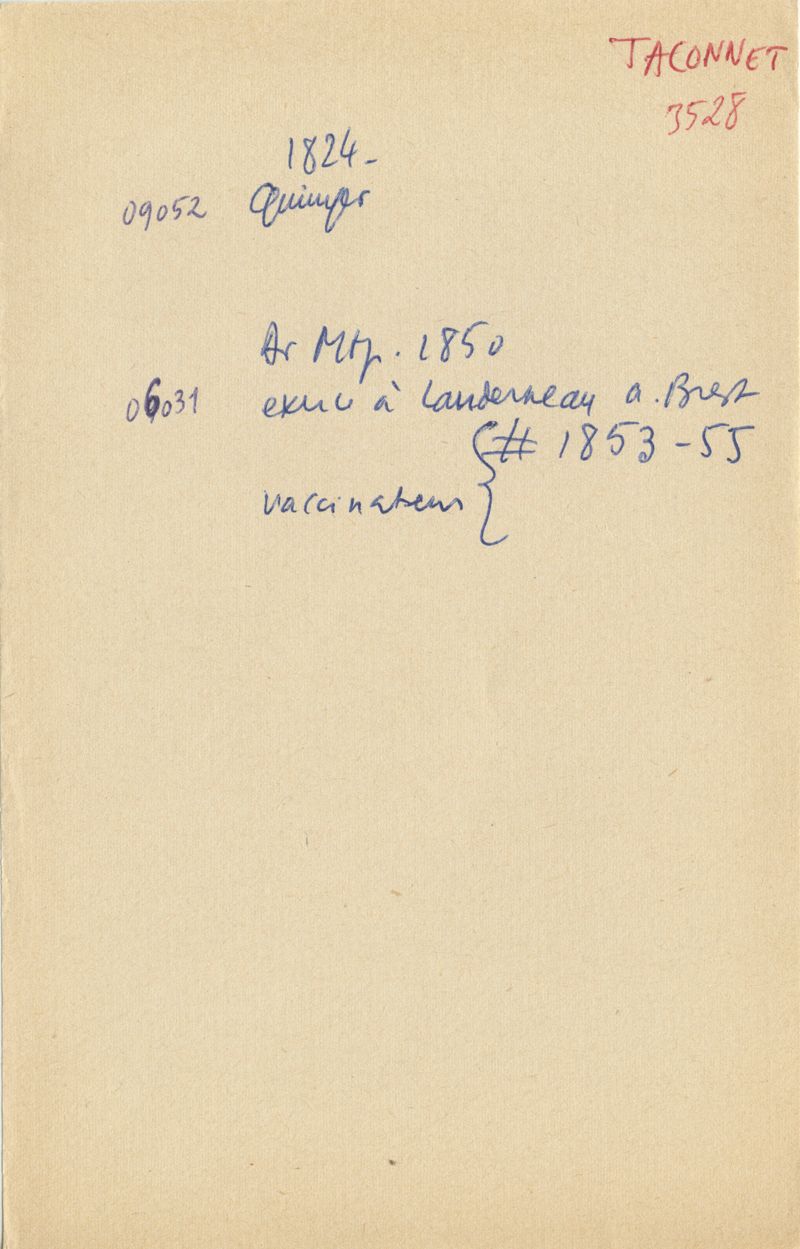 TACONNET
3528
1824-
09052 Quimper
Dr Mtp. 1850
06031 exerce à Landerneau a. Brest
# 1853-55
vaccinateur